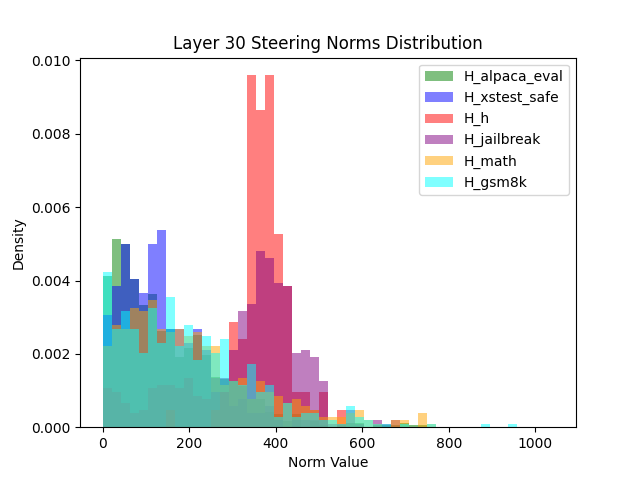 Layer 30 Steering Norms Distribution
0.010
0.008
0.006
0.004
0.002
0.000
Density
H_alpaca_eval
H_xstest_safe
H_h
H_jailbreak
H_math
H_gsm8k
0 200 400 600 800 1000
Norm Value